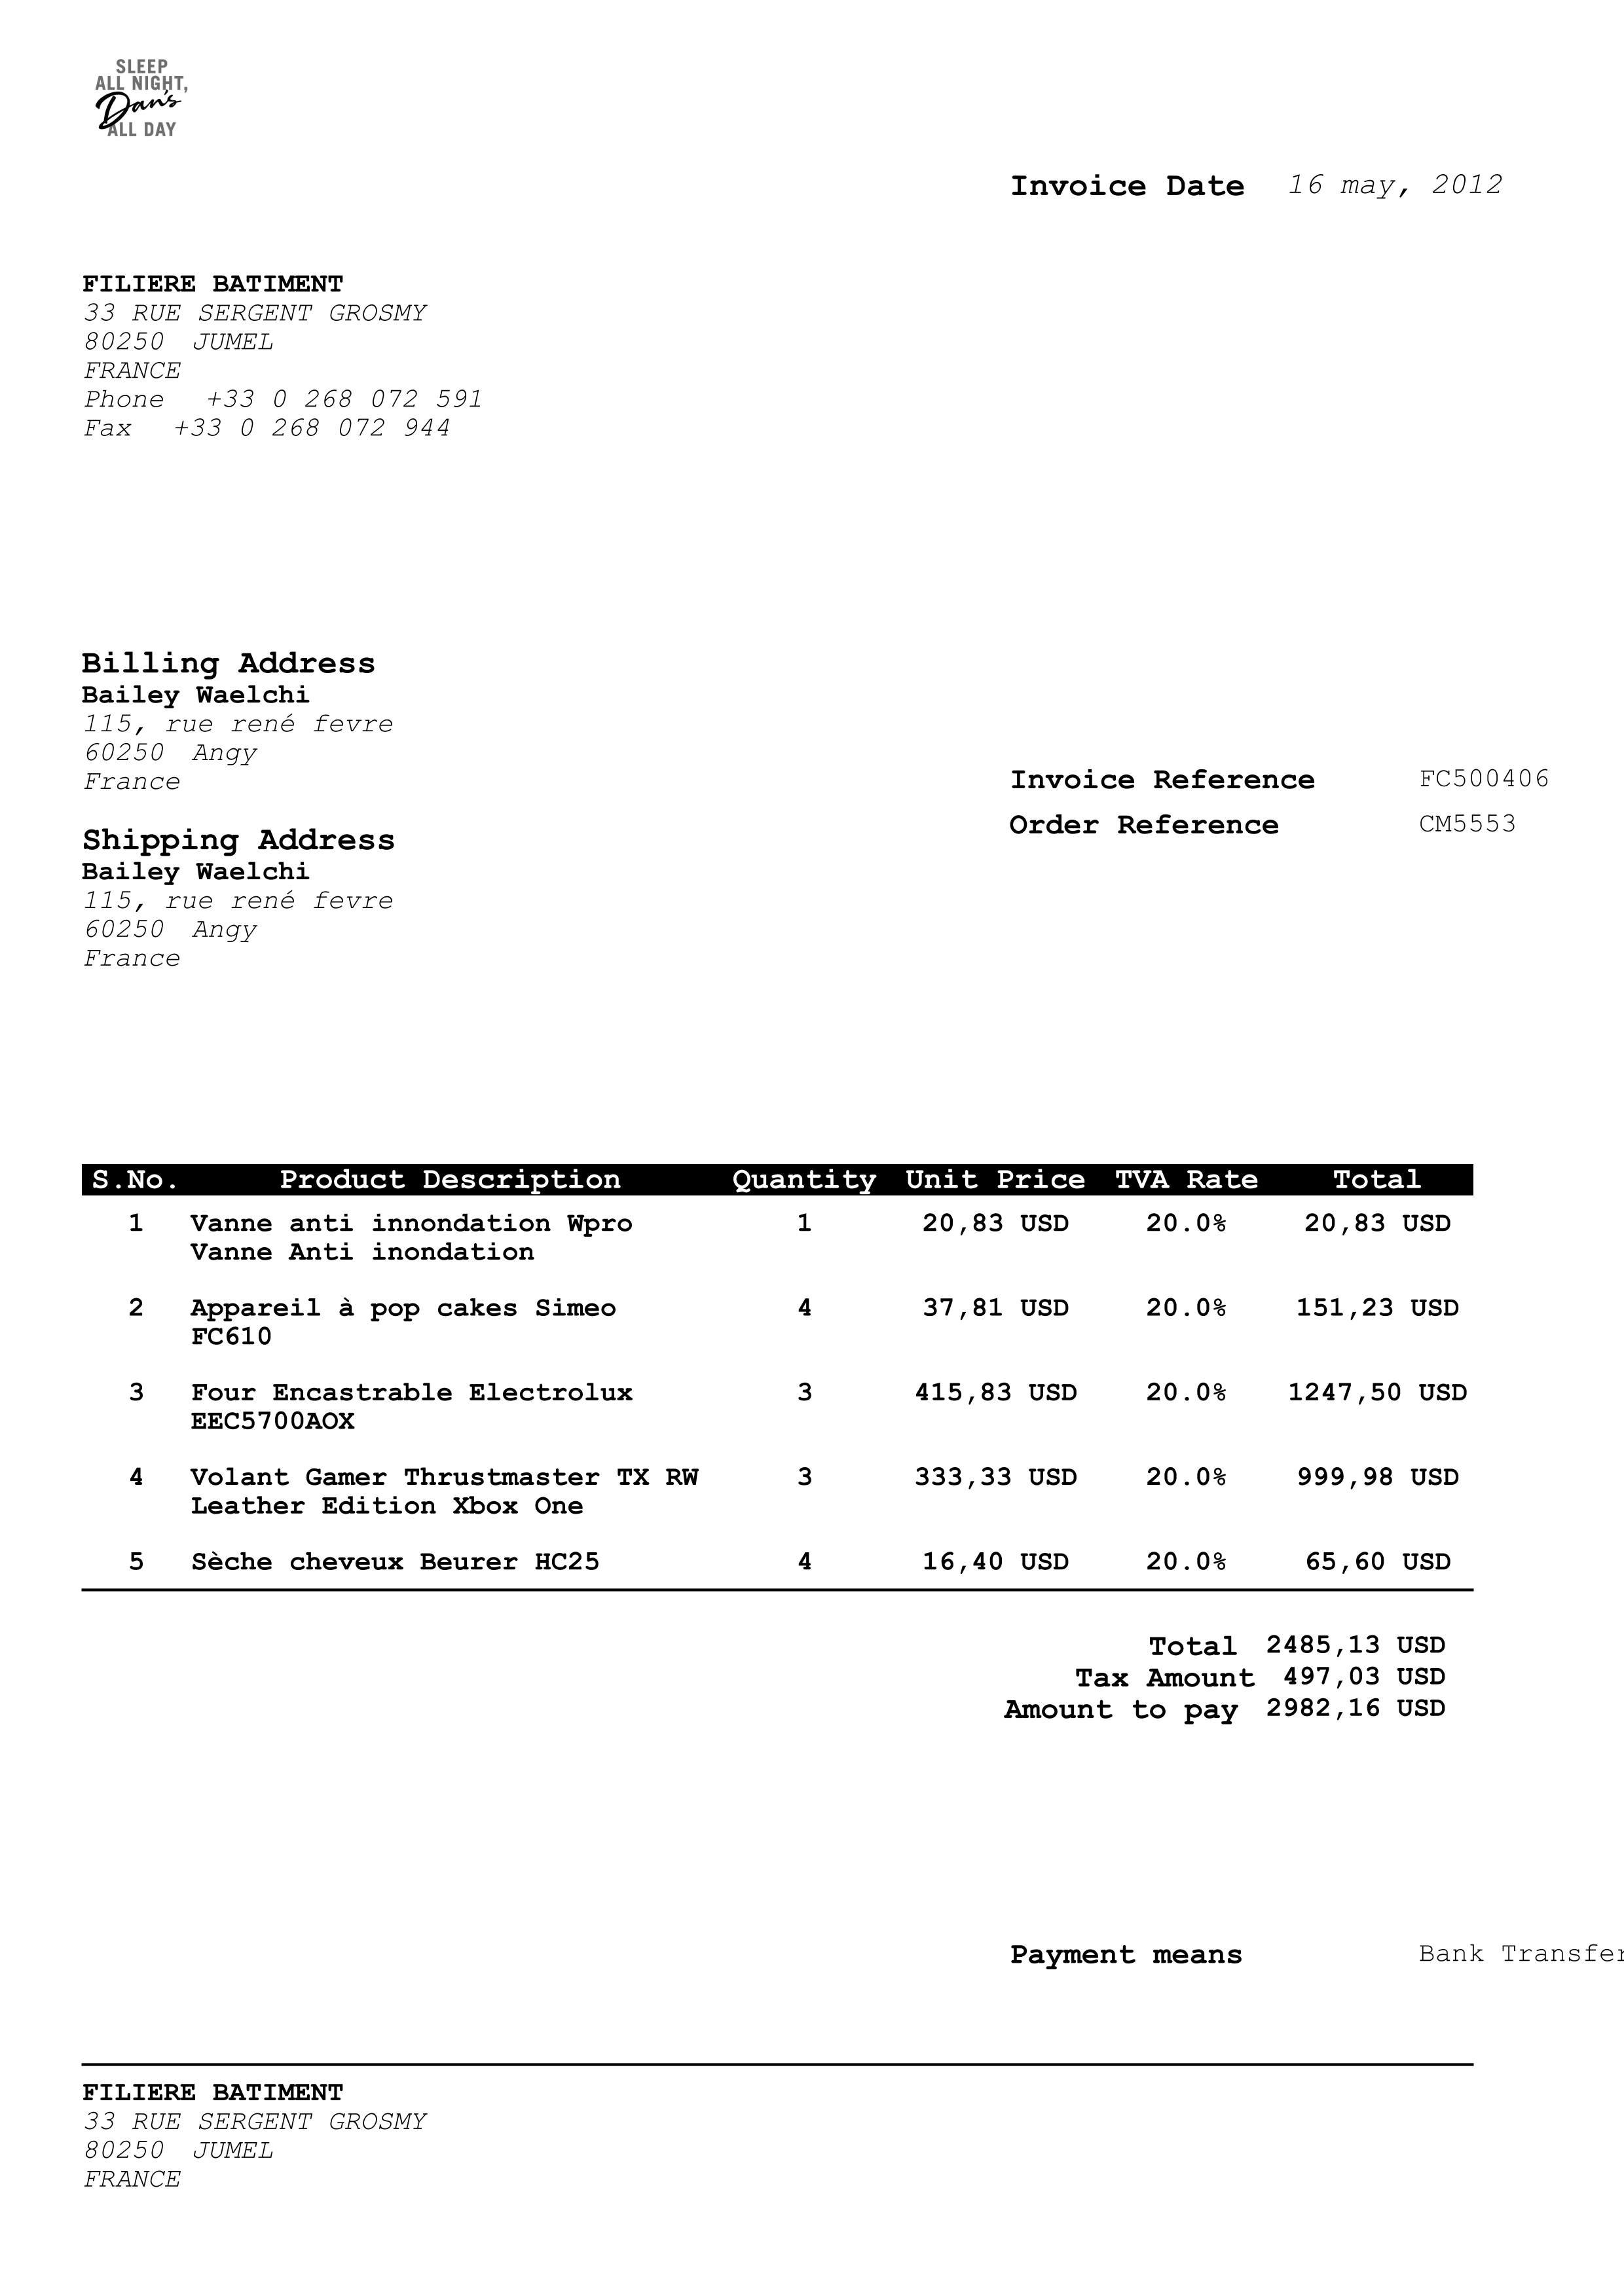 SLEEP
ALL NIGHT,
Dan's
ALL DAY
Invoice Date 16 may, 2012
FILIERE BATIMENT
33 RUE SERGENT GROSMY
80250 JUMEL
FRANCE
Phone +33 0 268 072 591
Fax +33 0 268 072 944
Billing Address
Bailey Waelchi
115, rue rené fevre
60250 Angy
France
Invoice Reference FC500406
Order Reference CM5553
Shipping Address
Bailey Waelchi
115, rue rené fevre
60250 Angy
France
S.No. Product Description Quantity Unit Price TVA Rate Total
1 Vanne anti innondation Wpro 1 20,83 USD 20.0% 20,83 USD
Vanne Anti inondation
2 Appareil à pop cakes Simeo 4 37,81 USD 20.0% 151,23 USD
FC610
3 Four Encastrable Electrolux 3 415,83 USD 20.0% 1247,50 USD
EEC5700AOX
4 Volant Gamer Thrustmaster TX RW 3 333,33 USD 20.0% 999,98 USD
Leather Edition Xbox One
5 Sèche cheveux Beurer HC25 4 16,40 USD 20.0% 65,60 USD
Total 2485,13 USD
Tax Amount 497,03 USD
Amount to pay 2982,16 USD
Payment means Bank Transfer
FILIERE BATIMENT
33 RUE SERGENT GROSMY
80250 JUMEL
FRANCE